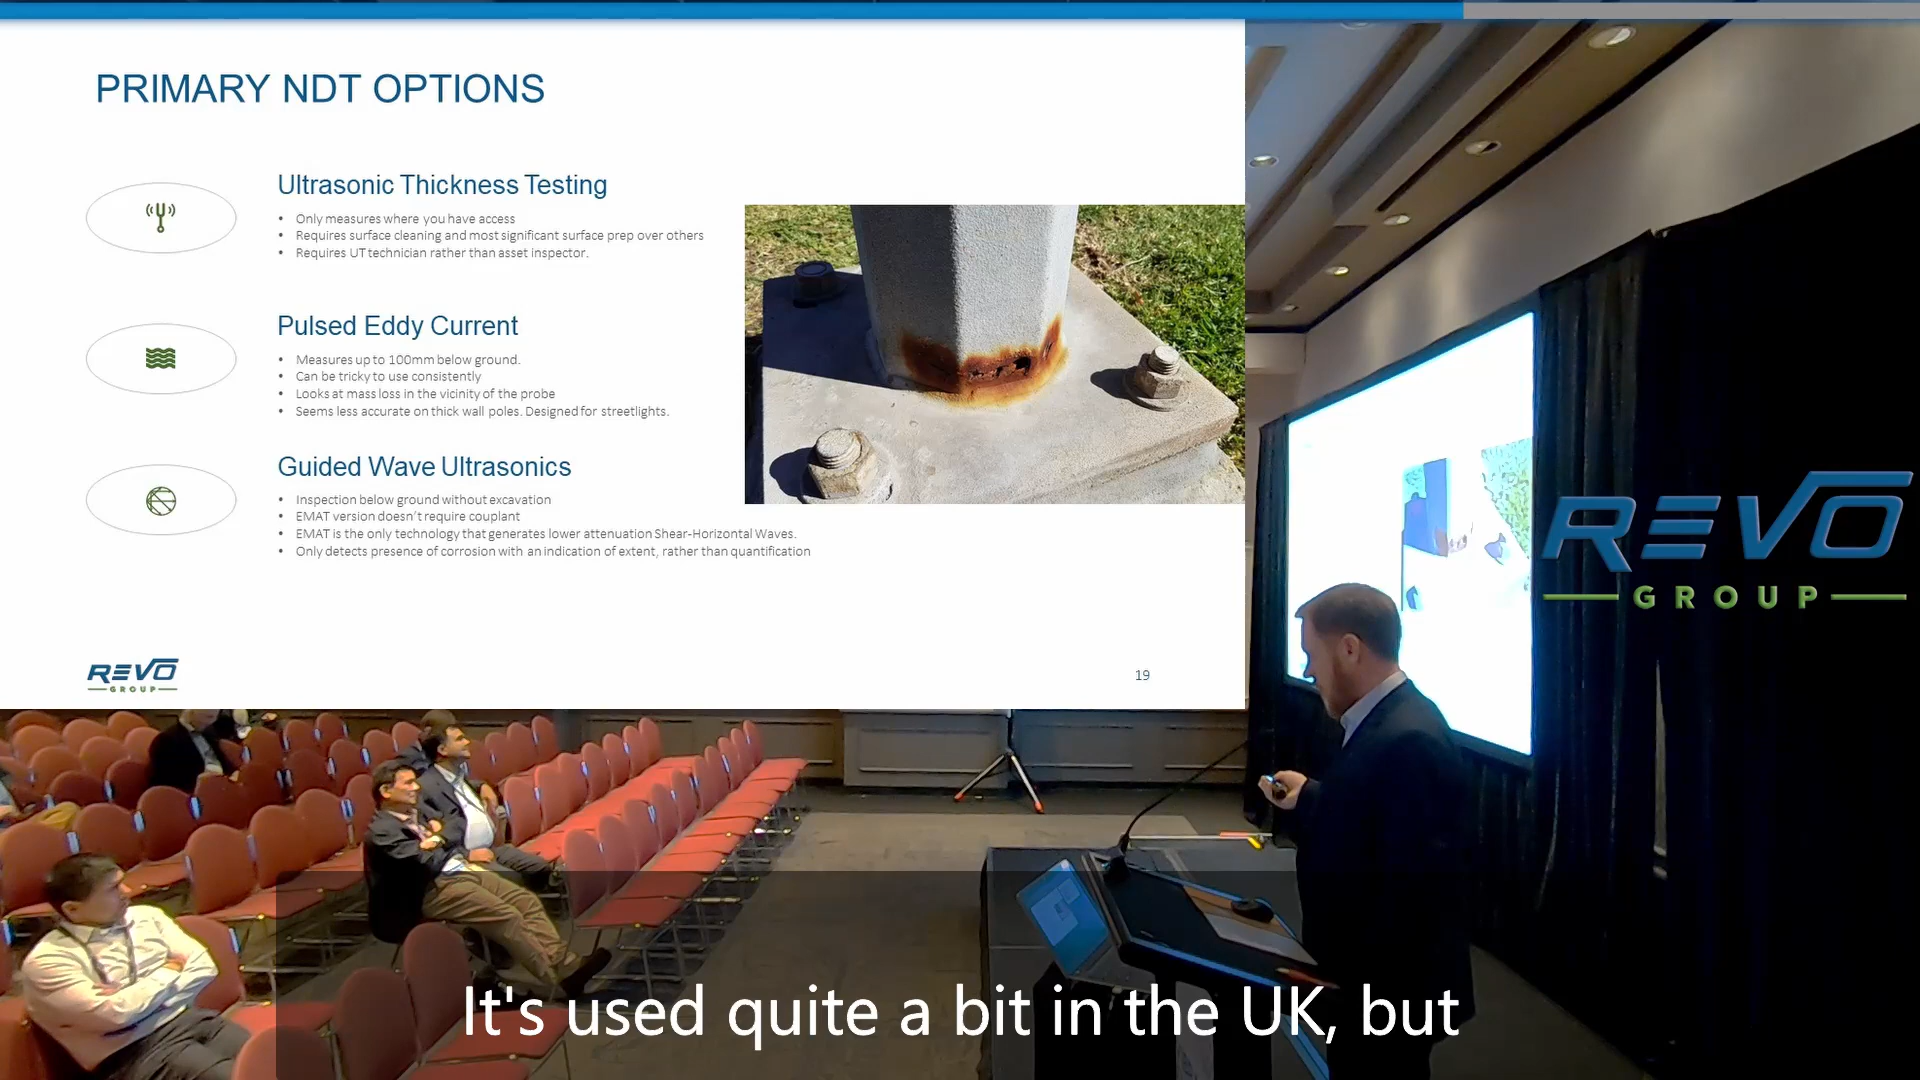 PRIMARY NDT OPTIONS
Ultrasonic Thickness Testing
• Only measures where you have access
• Requires surface cleaning and most significant surface prep over others
• Requires UT technician rather than asset inspector.
Pulsed Eddy Current
• Measures up to 100mm below ground.
• Can be tricky to use consistently
• Looks at mass loss in the vicinity of the probe
• Seems less accurate on thick wall poles. Designed for streetlights.
Guided Wave Ultrasonics
• Inspection below ground without excavation
• EMAT version doesn't require couplant
• EMAT is the only technology that generates lower attenuation Shear-Horizontal Waves.
• Only detects presence of corrosion with an indication of extent, rather than quantification
REVO
GROUP
19
REVO
GROUP
It's used quite a bit in the UK, but